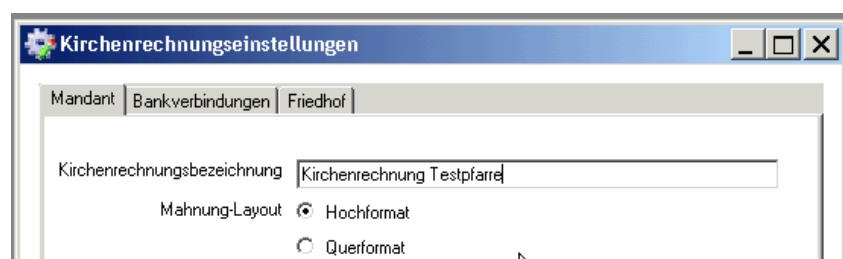 Kirchenrechnungseinstellungen
Mandant Bankverbindungen Friedhof
Kirchenrechnungsbezeichnung Kirchenrechnung Testpfarre
Mahnung-Layout Hochformat
Querformat